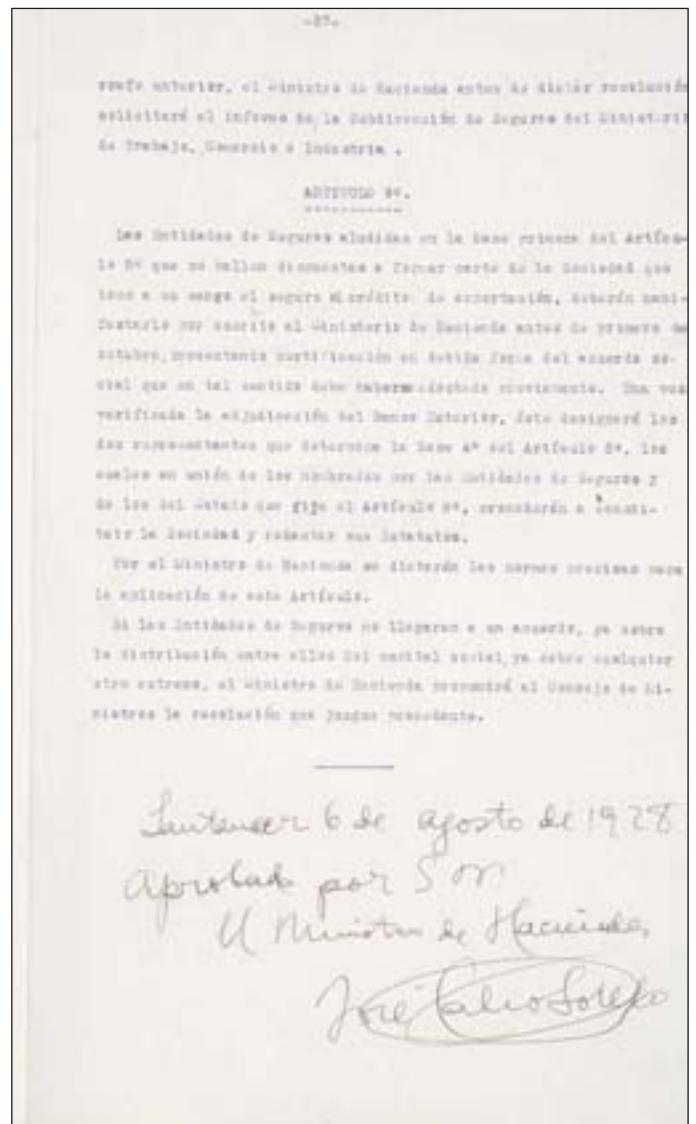 rrafo anterior, el Ministro de Hacienda antes de dictar resolución
solicitará el informe de la Subdirección de Seguros del Ministerio
de Trabajo, Comercio e Industria .
ARTICULO 9º.
Las Entidades de Seguros aludidas en la Base primera del Artícu-
lo que se hallen dispuestas a formar parte de la Sociedad que
a su cargo el seguro de crédito de exportación, deberán mani-
festarlo por escrito al Ministerio de Hacienda antes de primero de
octubre, presentando certificación en debida forma del acuerdo so-
cial que en tal sentido debe haberse adoptado previamente. Una vez
verificada la adjudicación del Banco Exterior, éste designará los
dos representantes que determina la Base 4ª del Artículo los
cuales en unión de los nombrados por las Entidades de Seguros y
de los del Estado que fija el Artículo procederán a consti-
tuir la Sociedad y redactar sus Estatutos.
Por el Ministro de Hacienda se dictarán las normas precisas para
la aplicación de este Artículo.
Si las Entidades de Seguros no llegaran a un acuerdo, ya sobre
la distribución entre ellas del capital social, ya sobre cualquier
otro extremo, el Ministro de Hacienda propondrá al Consejo de Mi-
nistros la resolución que juzgue procedente.
Santander 6 de agosto de 1928
Aprobado por S M
El Ministro de Hacienda,
José Calvo Sotelo